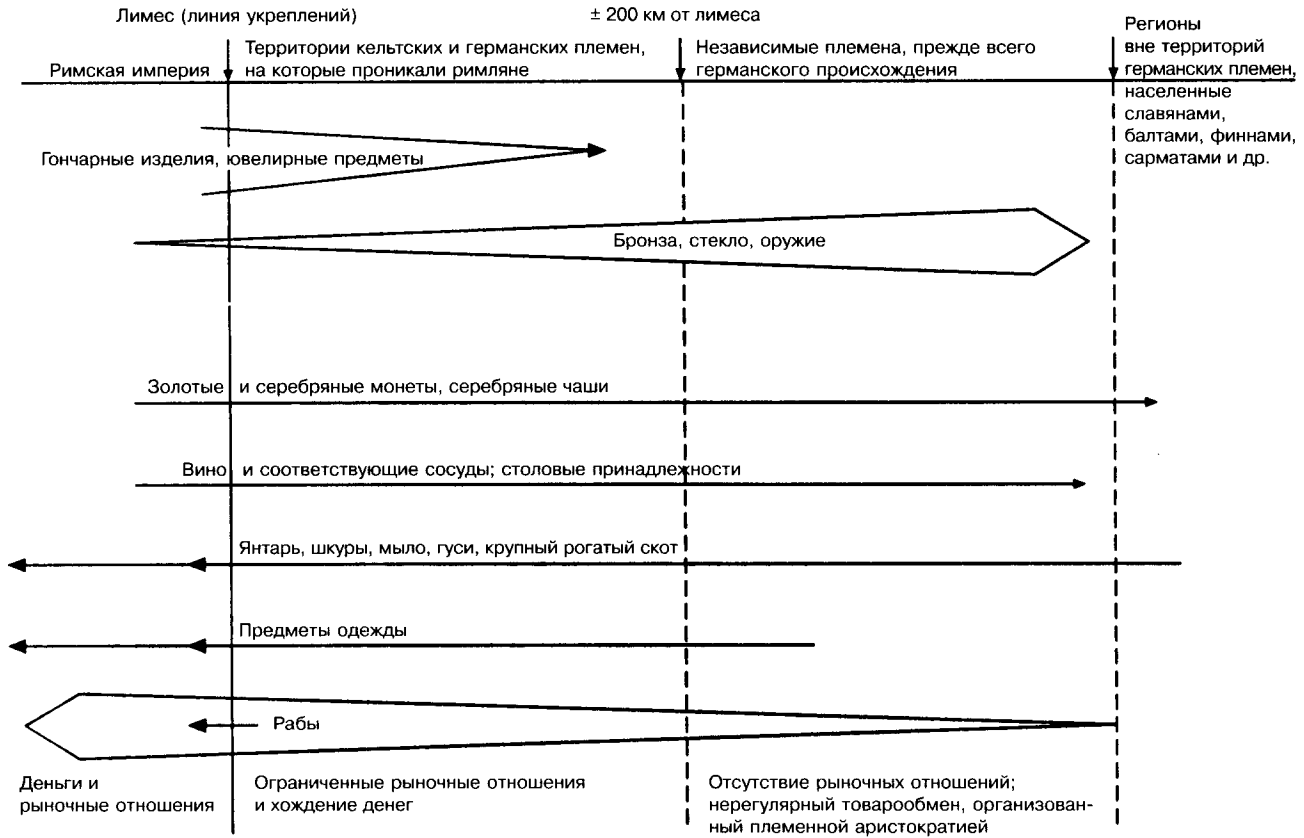 Лимес (линия укреплений)
± 200 км от лимеса
Римская империя
Территории кельтских и германских племен,
на которые проникали римляне
Независимые племена, прежде всего
германского происхождения
Регионы
вне территорий
германских племен,
населенные
славянами,
балтами, финнами,
сарматами и др.
Гончарные изделия, ювелирные предметы
Бронза, стекло, оружие
Золотые и серебряные монеты, серебряные чаши
Вино и соответствующие сосуды; столовые принадлежности
Янтарь, шкуры, мыло, гуси, крупный рогатый скот
Предметы одежды
Рабы
Деньги и
рыночные отношения
Ограниченные рыночные отношения
и хождение денег
Отсутствие рыночных отношений;
нерегулярный товарообмен, организован-
ный племенной аристократией